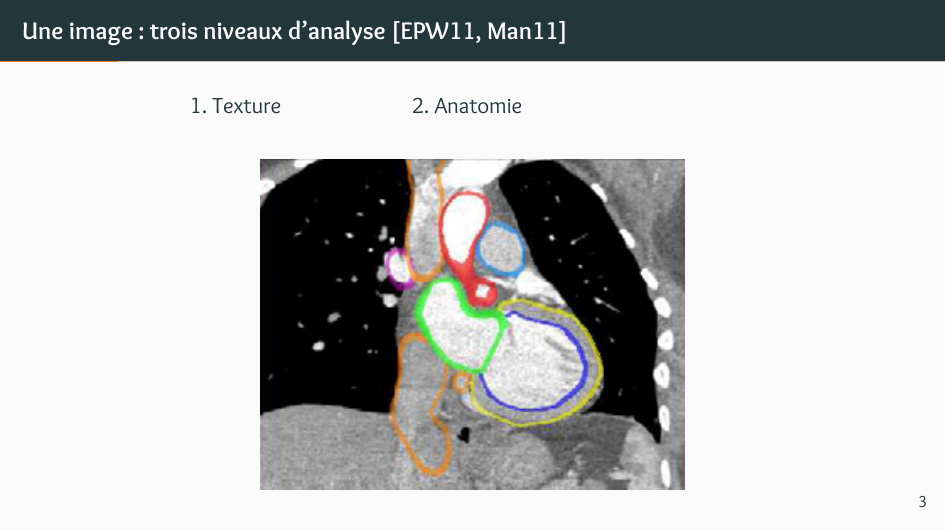 Une image : trois niveaux d’analyse [EPW11, Man11]
1. Texture
2. Anatomie
3